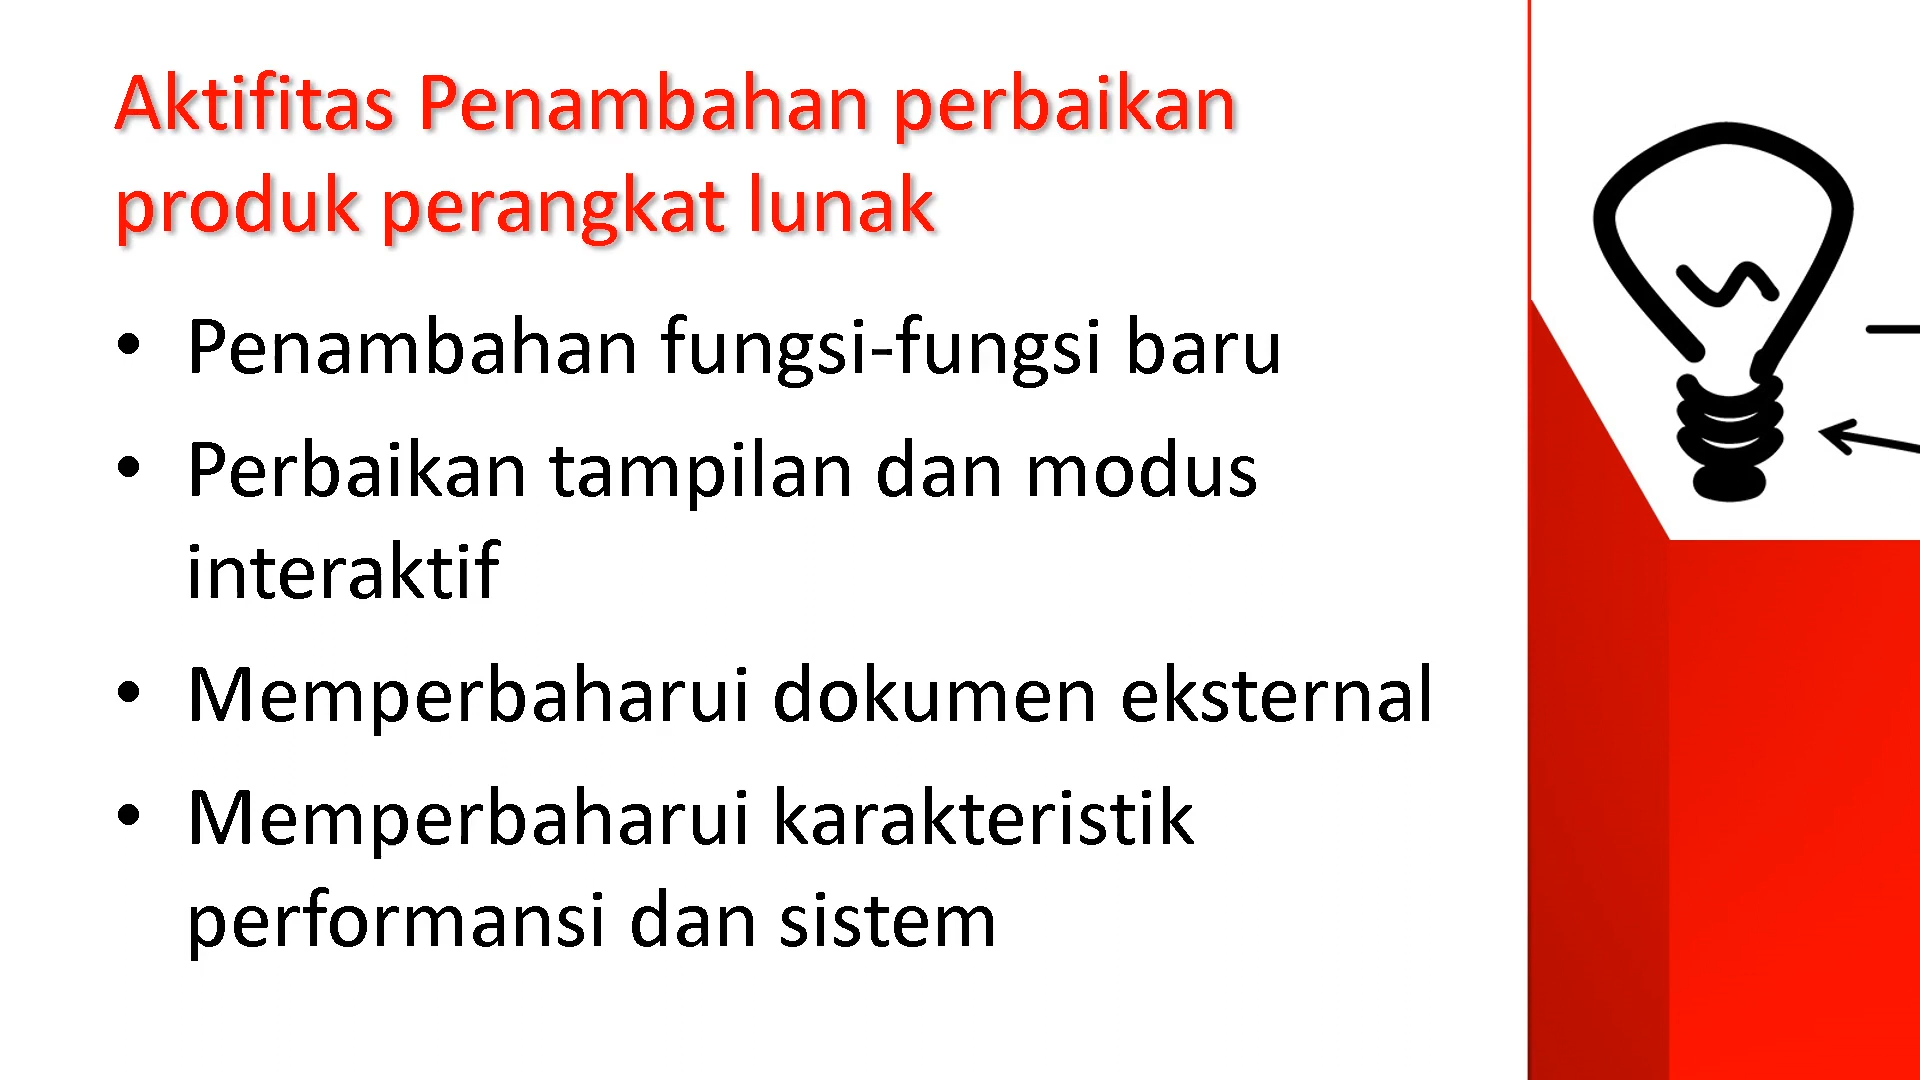 Aktifitas Penambahan perbaikan
produk perangkat lunak
• Penambahan fungsi-fungsi baru
• Perbaikan tampilan dan modus
interaktif
• Memperbaharui dokumen eksternal
• Memperbaharui karakteristik
performansi dan sistem